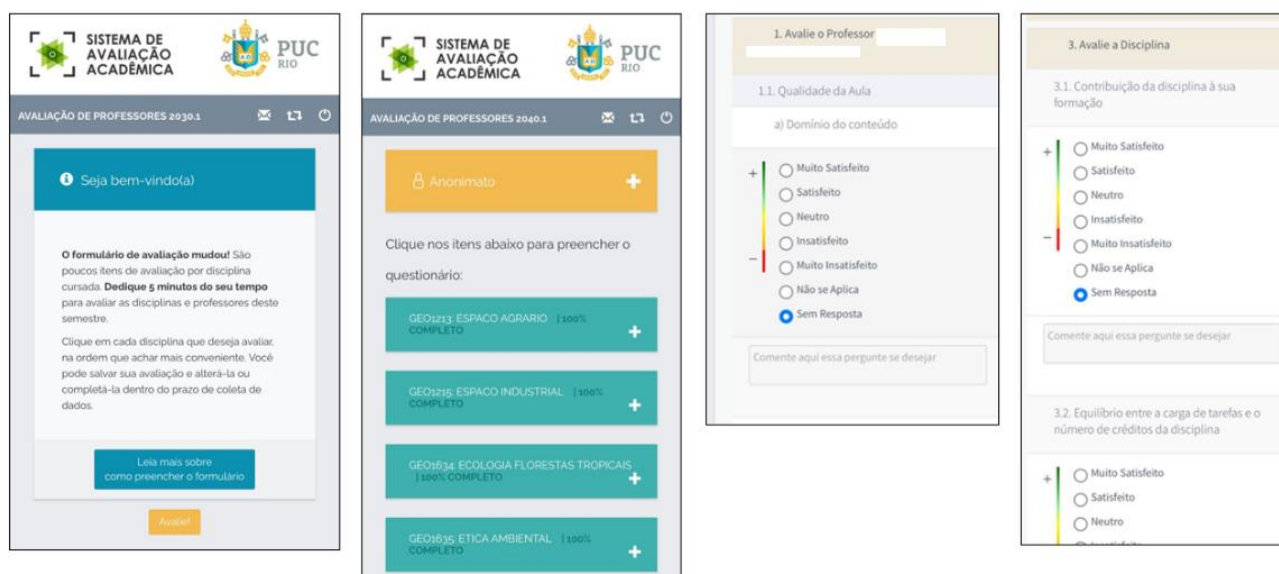 SISTEMA DE
AVALIAÇÃO
ACADÊMICA
PUC
RIO
AVALIAÇÃO DE PROFESSORES 2030.1
Seja bem-vindo(a)
O formulário de avaliação mudou! São
poucos itens de avaliação por disciplina
cursada. Dedique 5 minutos do seu tempo
para avaliar as disciplinas e professores deste
semestre.
Clique em cada disciplina que deseja avaliar,
na ordem que achar mais conveniente. Você
pode salvar sua avaliação e alterá-la ou
completá-la dentro do prazo de coleta de
dados.
Leia mais sobre
como preencher o formulário
Avalie!
SISTEMA DE
AVALIAÇÃO
ACADÊMICA
PUC
RIO
AVALIAÇÃO DE PROFESSORES 2040.1
Anonimato
Clique nos itens abaixo para preencher o
questionário:
GEO1213: ESPACO AGRARIO | 100%
COMPLETO
GEO1215: ESPACO INDUSTRIAL | 100%
COMPLETO
GEO1634: ECOLOGIA FLORESTAS TROPICAIS
| 100% COMPLETO
GEO1635: ETICA AMBIENTAL | 100%
COMPLETO
1. Avalie o Professor
1.1. Qualidade da Aula
a) Domínio do conteúdo
Muito Satisfeito
Satisfeito
Neutro
Insatisfeito
Muito Insatisfeito
Não se Aplica
Sem Resposta
Comente aqui essa pergunte se desejar
3. Avalie a Disciplina
3.1. Contribuição da disciplina à sua
formação
Muito Satisfeito
Satisfeito
Neutro
Insatisfeito
Muito Insatisfeito
Não se Aplica
Sem Resposta
Comente aqui essa pergunte se desejar
3.2. Equilíbrio entre a carga de tarefas e o
número de créditos da disciplina
Muito Satisfeito
Satisfeito
Neutro